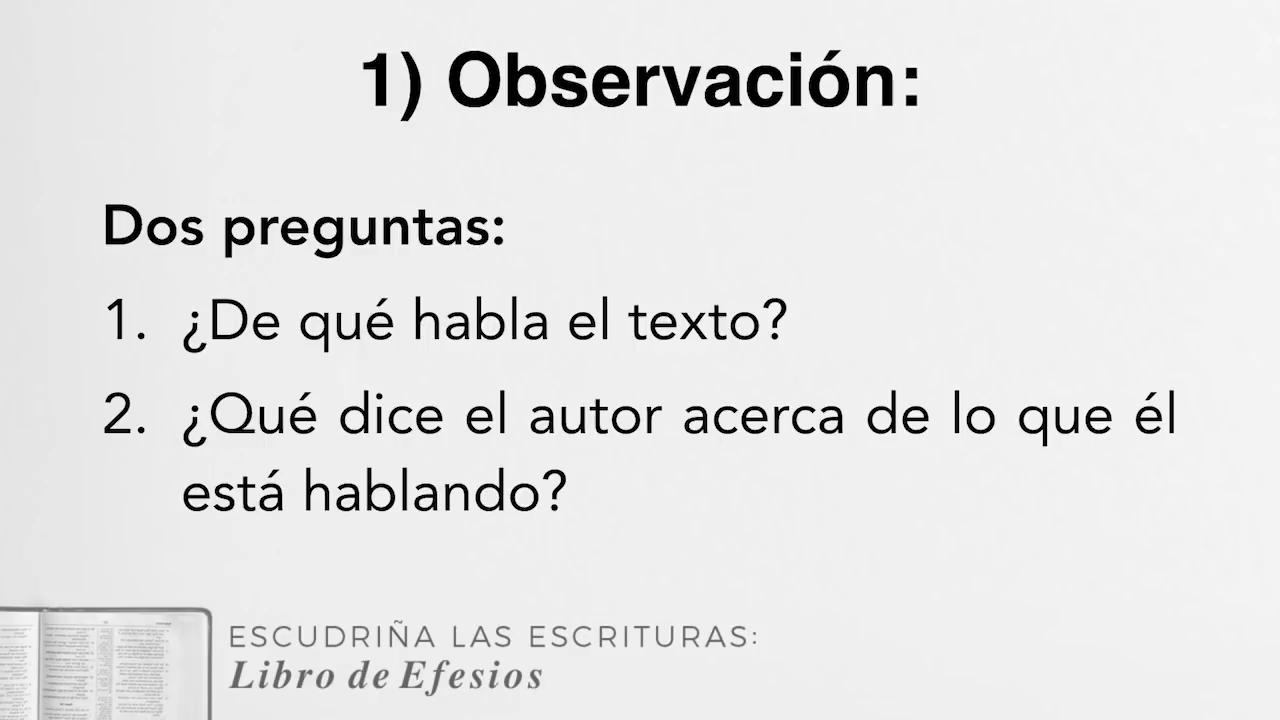 1) Observación:
Dos preguntas:
1. ¿De qué habla el texto?
2. ¿Qué dice el autor acerca de lo que él
está hablando?
ESCUDRIÑA LAS ESCRITURAS:
Libro de Efesios